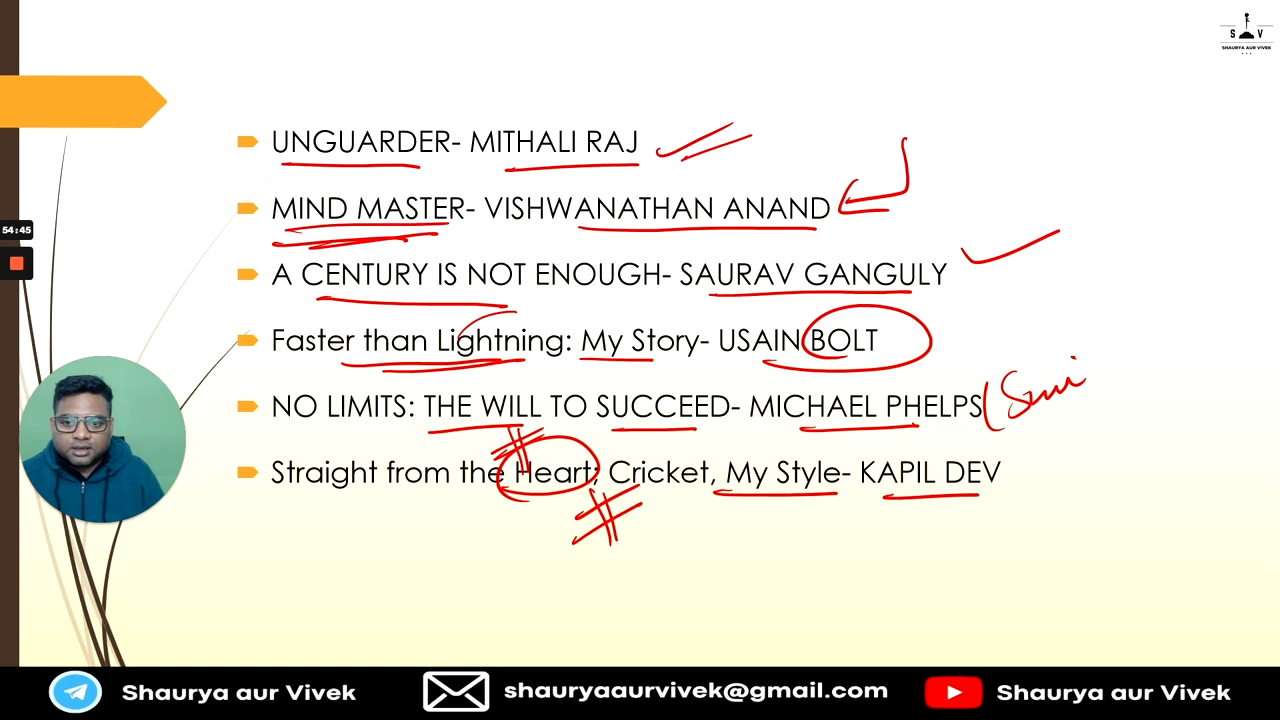 S V
SHAURYA AUR VIVEK
UNGUARDER- MITHALI RAJ
MIND MASTER- VISHWANATHAN ANAND
54:45
A CENTURY IS NOT ENOUGH- SAURAV GANGULY
Faster than Lightning: My Story- USAIN BOLT
NO LIMITS: THE WILL TO SUCCEED- MICHAEL PHELPS
Straight from the Heart; Cricket, My Style- KAPIL DEV
Shaurya aur Vivek shauryaaurvivek@gmail.com Shaurya aur Vivek